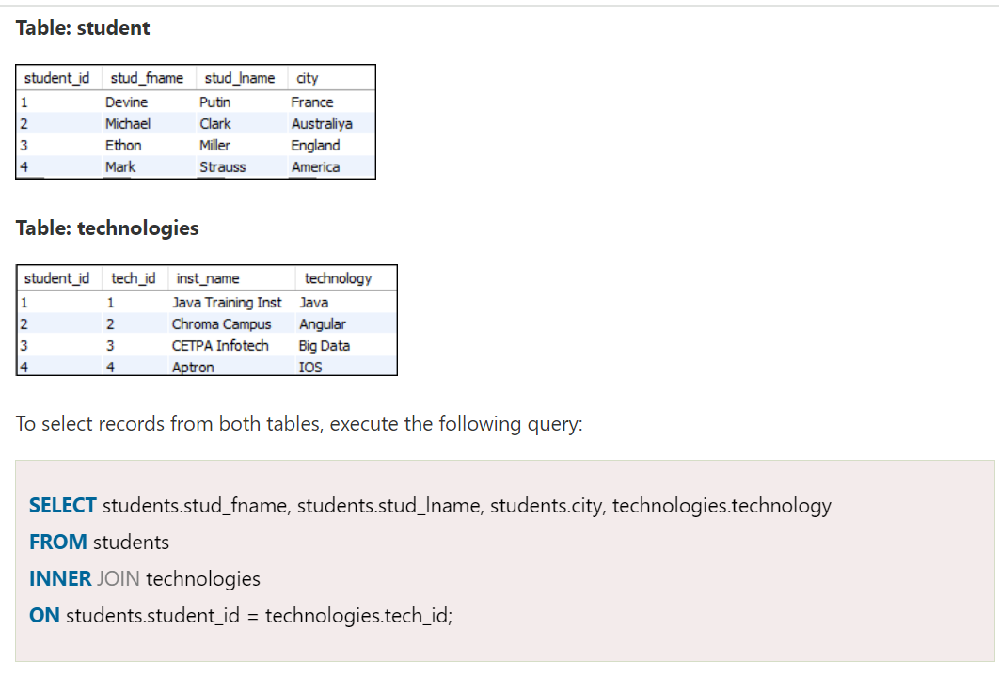 Table: student
student_id stud_fname stud_lname city
1 Devine Putin France
2 Michael Clark Australiya
3 Ethon Miller England
4 Mark Strauss America
Table: technologies
student_id tech_id inst_name technology
1 1 Java Training Inst Java
2 2 Chroma Campus Angular
3 3 CETPA Infotech Big Data
4 4 Aptron IOS
To select records from both tables, execute the following query:
SELECT students.stud_fname, students.stud_lname, students.city, technologies.technology
FROM students
INNER JOIN technologies
ON students.student_id = technologies.tech_id;